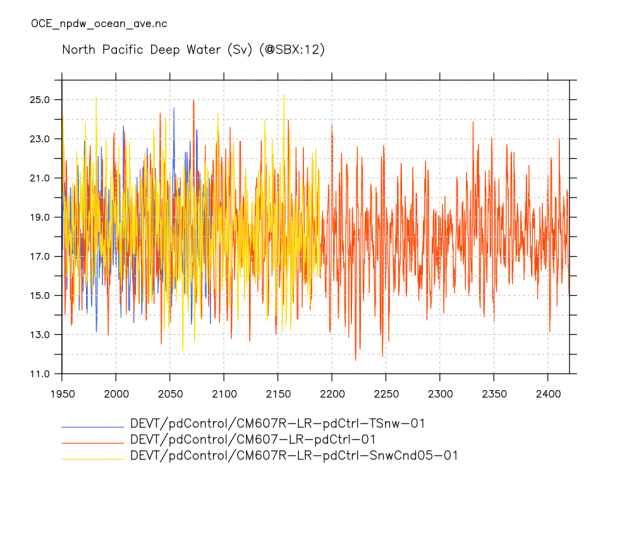 OCE_npdw_ocean_ave.nc
North Pacific Deep Water (Sv) (@SBX:12)
25.0
23.0
21.0
19.0
17.0
15.0
13.0
11.0
1950 2000 2050 2100 2150 2200 2250 2300 2350 2400
DEVT/pdControl/CM607R-LR-pdCtrl-TSnw-01
DEVT/pdControl/CM607-LR-pdCtrl-01
DEVT/pdControl/CM607R-LR-pdCtrl-SnwCnd05-01